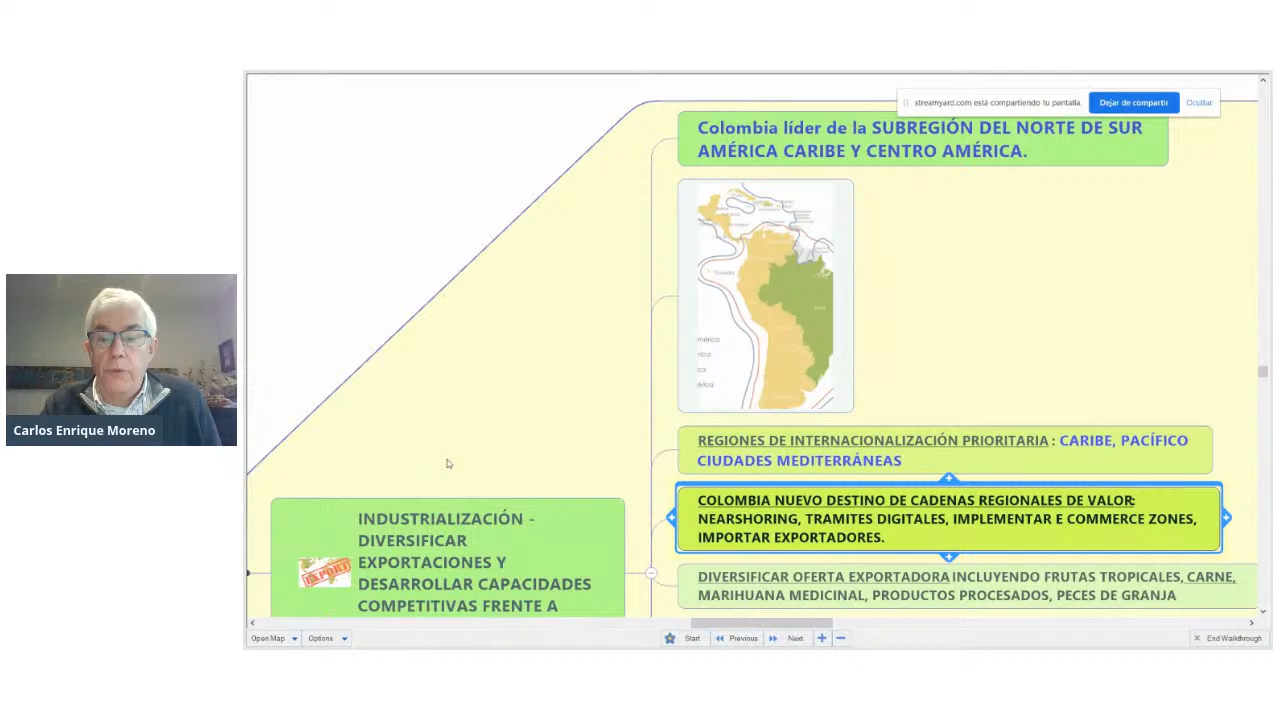 streamyard.com está compartiendo tu pantalla.
Dejar de compartir
Ocultar
Colombia líder de la SUBREGIÓN DEL NORTE DE SUR
AMÉRICA CARIBE Y CENTRO AMÉRICA.
REGIONES DE INTERNACIONALIZACIÓN PRIORITARIA : CARIBE, PACÍFICO
CIUDADES MEDITERRÁNEAS
COLOMBIA NUEVO DESTINO DE CADENAS REGIONALES DE VALOR:
NEARSHORING, TRAMITES DIGITALES, IMPLEMENTAR E COMMERCE ZONES,
IMPORTAR EXPORTADORES.
DIVERSIFICAR OFERTA EXPORTADORA INCLUYENDO FRUTAS TROPICALES, CARNE,
MARIHUANA MEDICINAL, PRODUCTOS PROCESADOS, PECES DE GRANJA
INDUSTRIALIZACIÓN -
DIVERSIFICAR
EXPORTACIONES Y
DESARROLLAR CAPACIDADES
COMPETITIVAS FRENTE A
EXPORT
Carlos Enrique Moreno
Open Map
Options
Start
Previous
Next
End Walkthrough